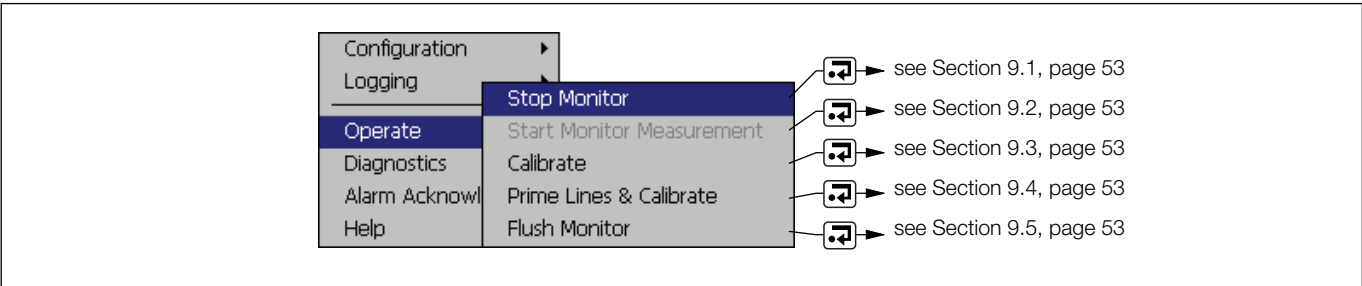 Configuration
Logging
Operate
Diagnostics
Alarm Acknowl
Help
Stop Monitor
Start Monitor Measurement
Calibrate
Prime Lines & Calibrate
Flush Monitor
see Section 9.1, page 53
see Section 9.2, page 53
see Section 9.3, page 53
see Section 9.4, page 53
see Section 9.5, page 53